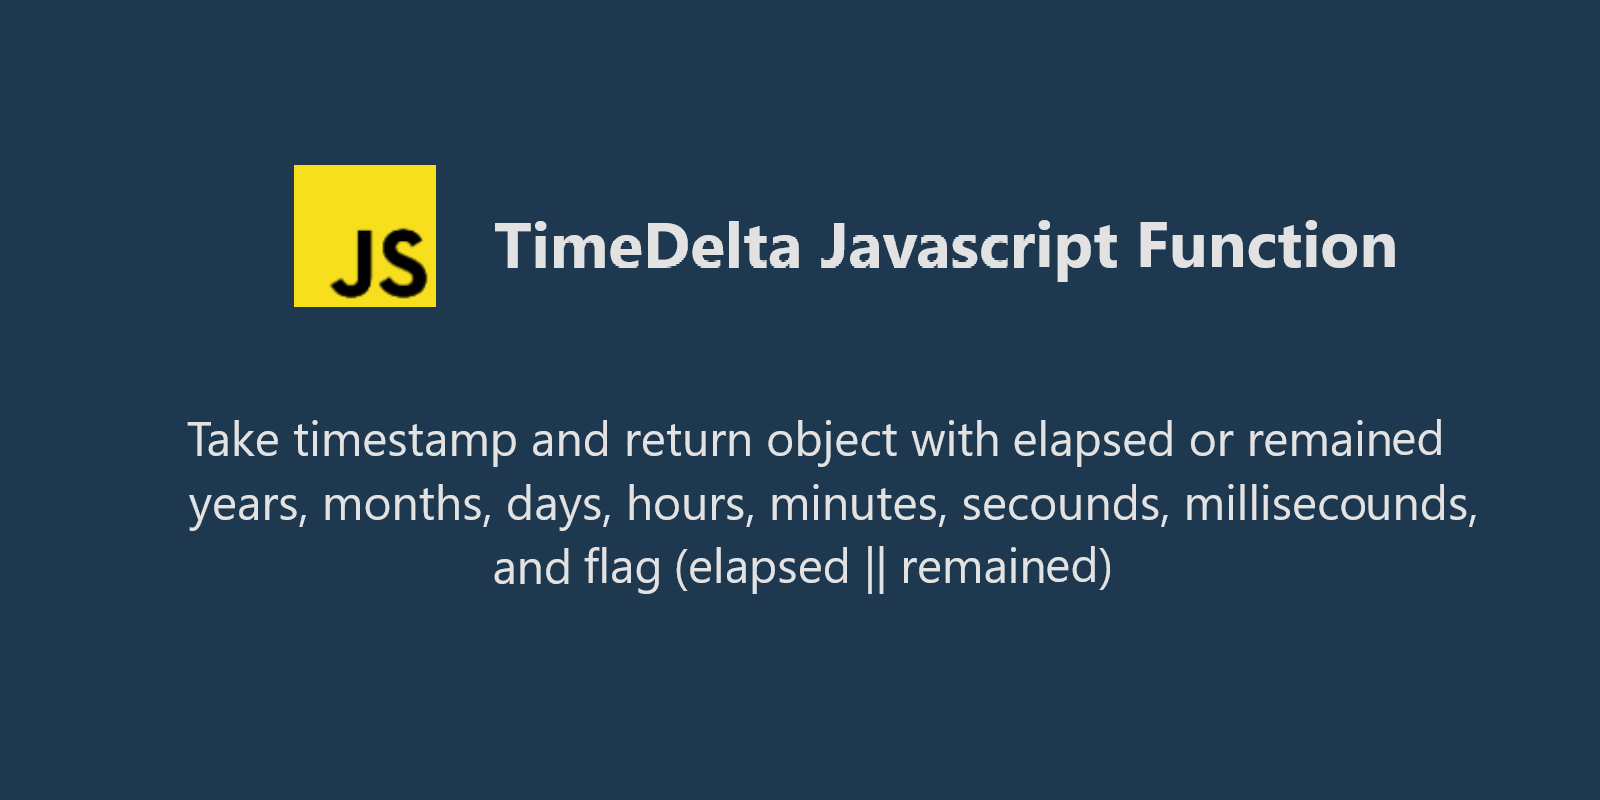 JS
TimeDelta Javascript Function
Take timestamp and return object with elapsed or remained
years, months, days, hours, minutes, secounds, millisecounds,
and flag (elapsed || remained)